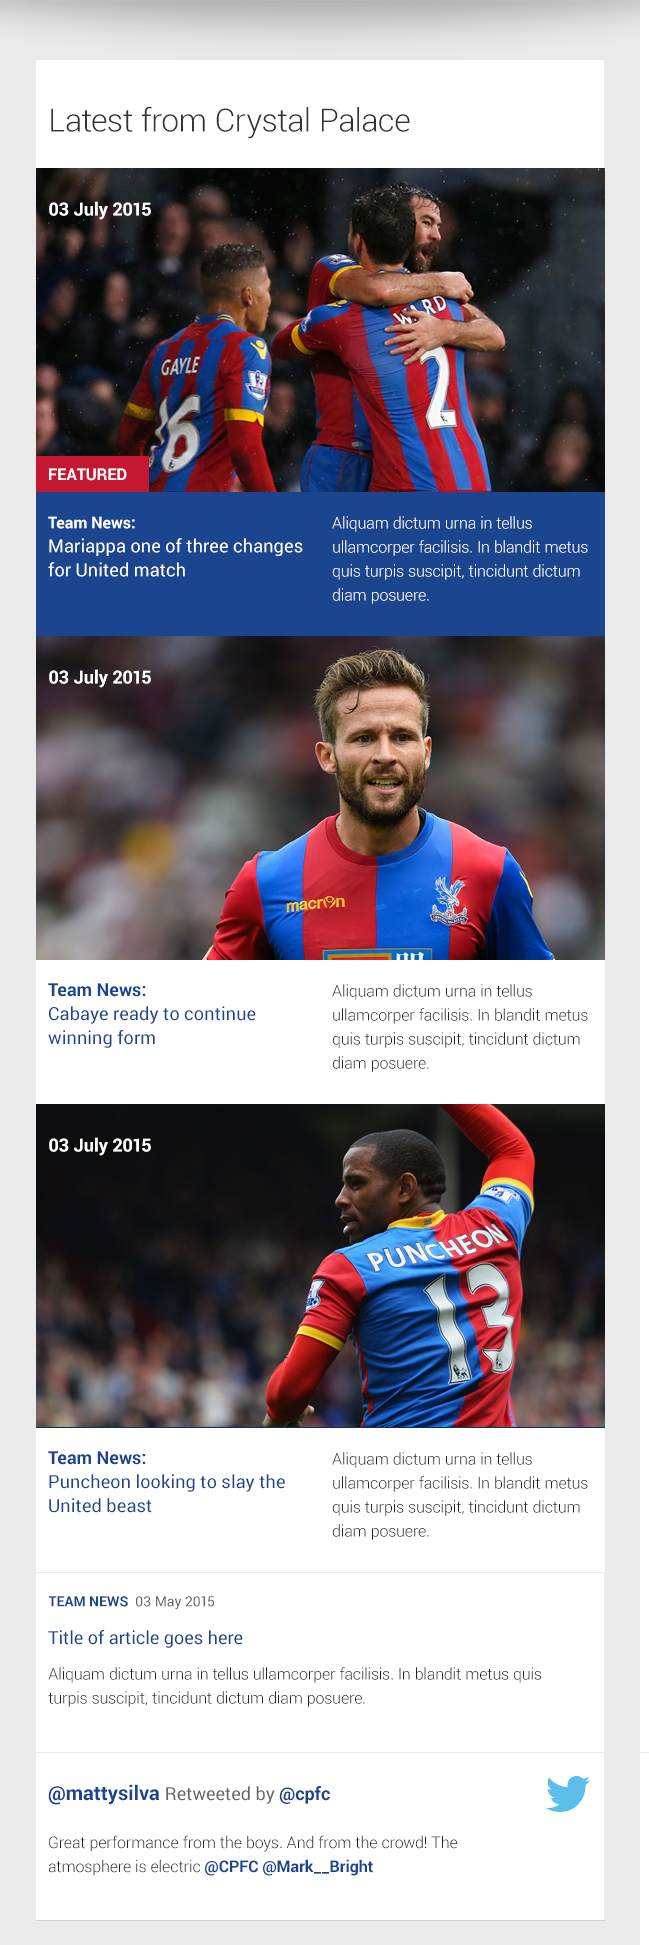 Latest from Crystal Palace
03 July 2015
WARD
2
GAYLE
16
FEATURED
Team News:
Mariappa one of three changes
for United match
Aliquam dictum urna in tellus
ullamcorper facilisis. In blandit metus
quis turpis suscipit, tincidunt dictum
diam posuere.
03 July 2015
macron
Team News:
Cabaye ready to continue
winning form
Aliquam dictum urna in tellus
ullamcorper facilisis. In blandit metus
quis turpis suscipit, tincidunt dictum
diam posuere.
03 July 2015
PUNCHEON
13
Team News:
Puncheon looking to slay the
United beast
Aliquam dictum urna in tellus
ullamcorper facilisis. In blandit metus
quis turpis suscipit, tincidunt dictum
diam posuere.
TEAM NEWS 03 May 2015
Title of article goes here
Aliquam dictum urna in tellus ullamcorper facilisis. In blandit metus quis
turpis suscipit, tincidunt dictum diam posuere.
@mattysilva Retweeted by @cpfc
Great performance from the boys. And from the crowd! The
atmosphere is electric @CPFC @Mark__Bright